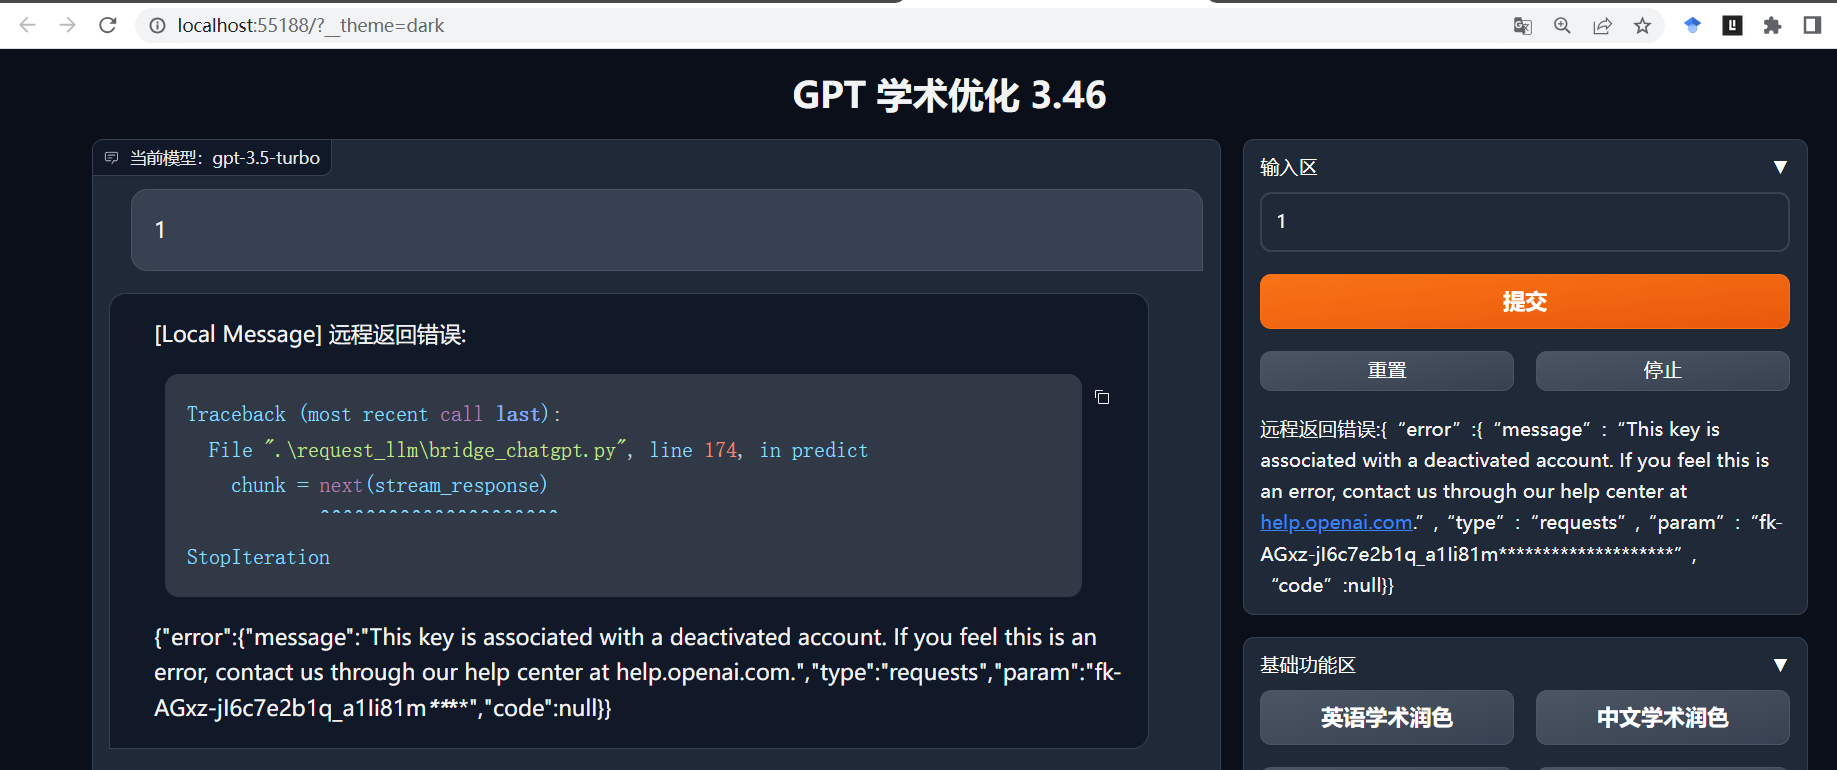 localhost:55188/?__theme=dark
GPT 学术优化 3.46
当前模型：gpt-3.5-turbo
1
[Local Message] 远程返回错误:
Traceback (most recent call last):
File ".\request_llm\bridge_chatgpt.py", line 174, in predict
chunk = next(stream_response)
^^^^^^^^^^^^^^^^^^^^^
StopIteration
{"error":{"message":"This key is associated with a deactivated account. If you feel this is an
error, contact us through our help center at help.openai.com.","type":"requests","param":"fk-
AGxz-jI6c7e2b1q_a1Ii81m****","code":null}}
输入区
1
提交
重置 停止
远程返回错误:{“error”:{“message”:“This key is
associated with a deactivated account. If you feel this is
an error, contact us through our help center at
help.openai.com.”,“type”:“requests”,“param”:“fk-
AGxz-jI6c7e2b1q_a1Ii81m********************”,
“code”:null}}
基础功能区
英语学术润色 中文学术润色